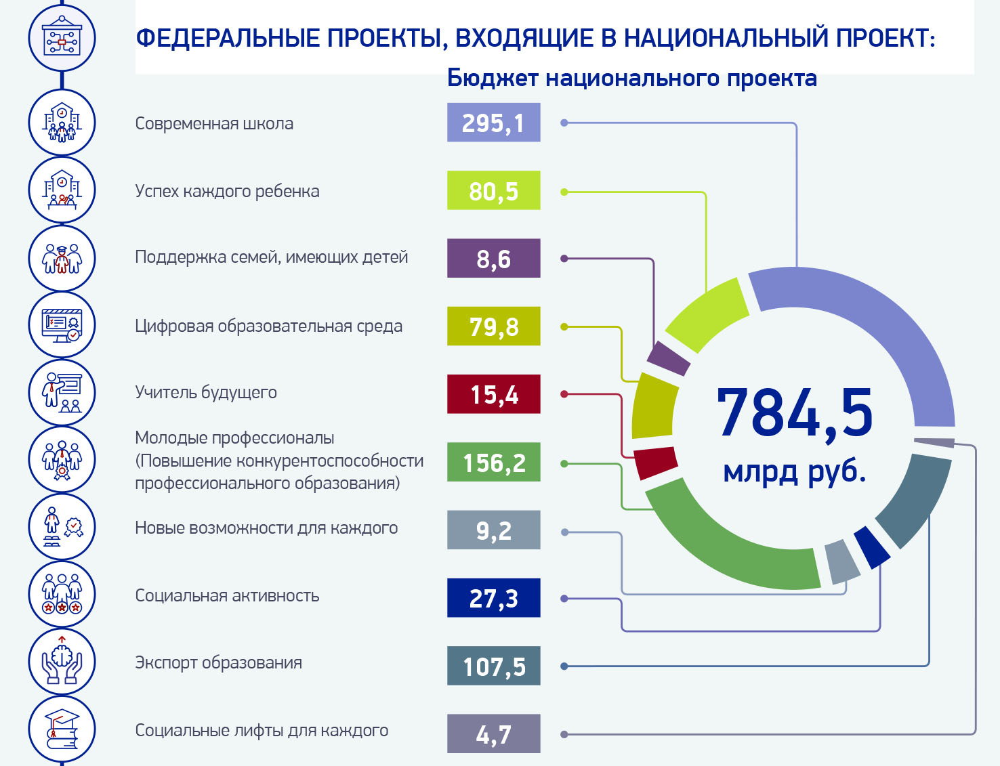 ФЕДЕРАЛЬНЫЕ ПРОЕКТЫ, ВХОДЯЩИЕ В НАЦИОНАЛЬНЫЙ ПРОЕКТ:
Бюджет национального проекта
Современная школа
295,1
Успех каждого ребенка
80,5
Поддержка семей, имеющих детей
8,6
Цифровая образовательная среда
79,8
Учитель будущего
15,4
Молодые профессионалы
(Повышение конкурентоспособности
профессионального образования)
156,2
Новые возможности для каждого
9,2
Социальная активность
27,3
Экспорт образования
107,5
Социальные лифты для каждого
4,7
784,5
млрд руб.